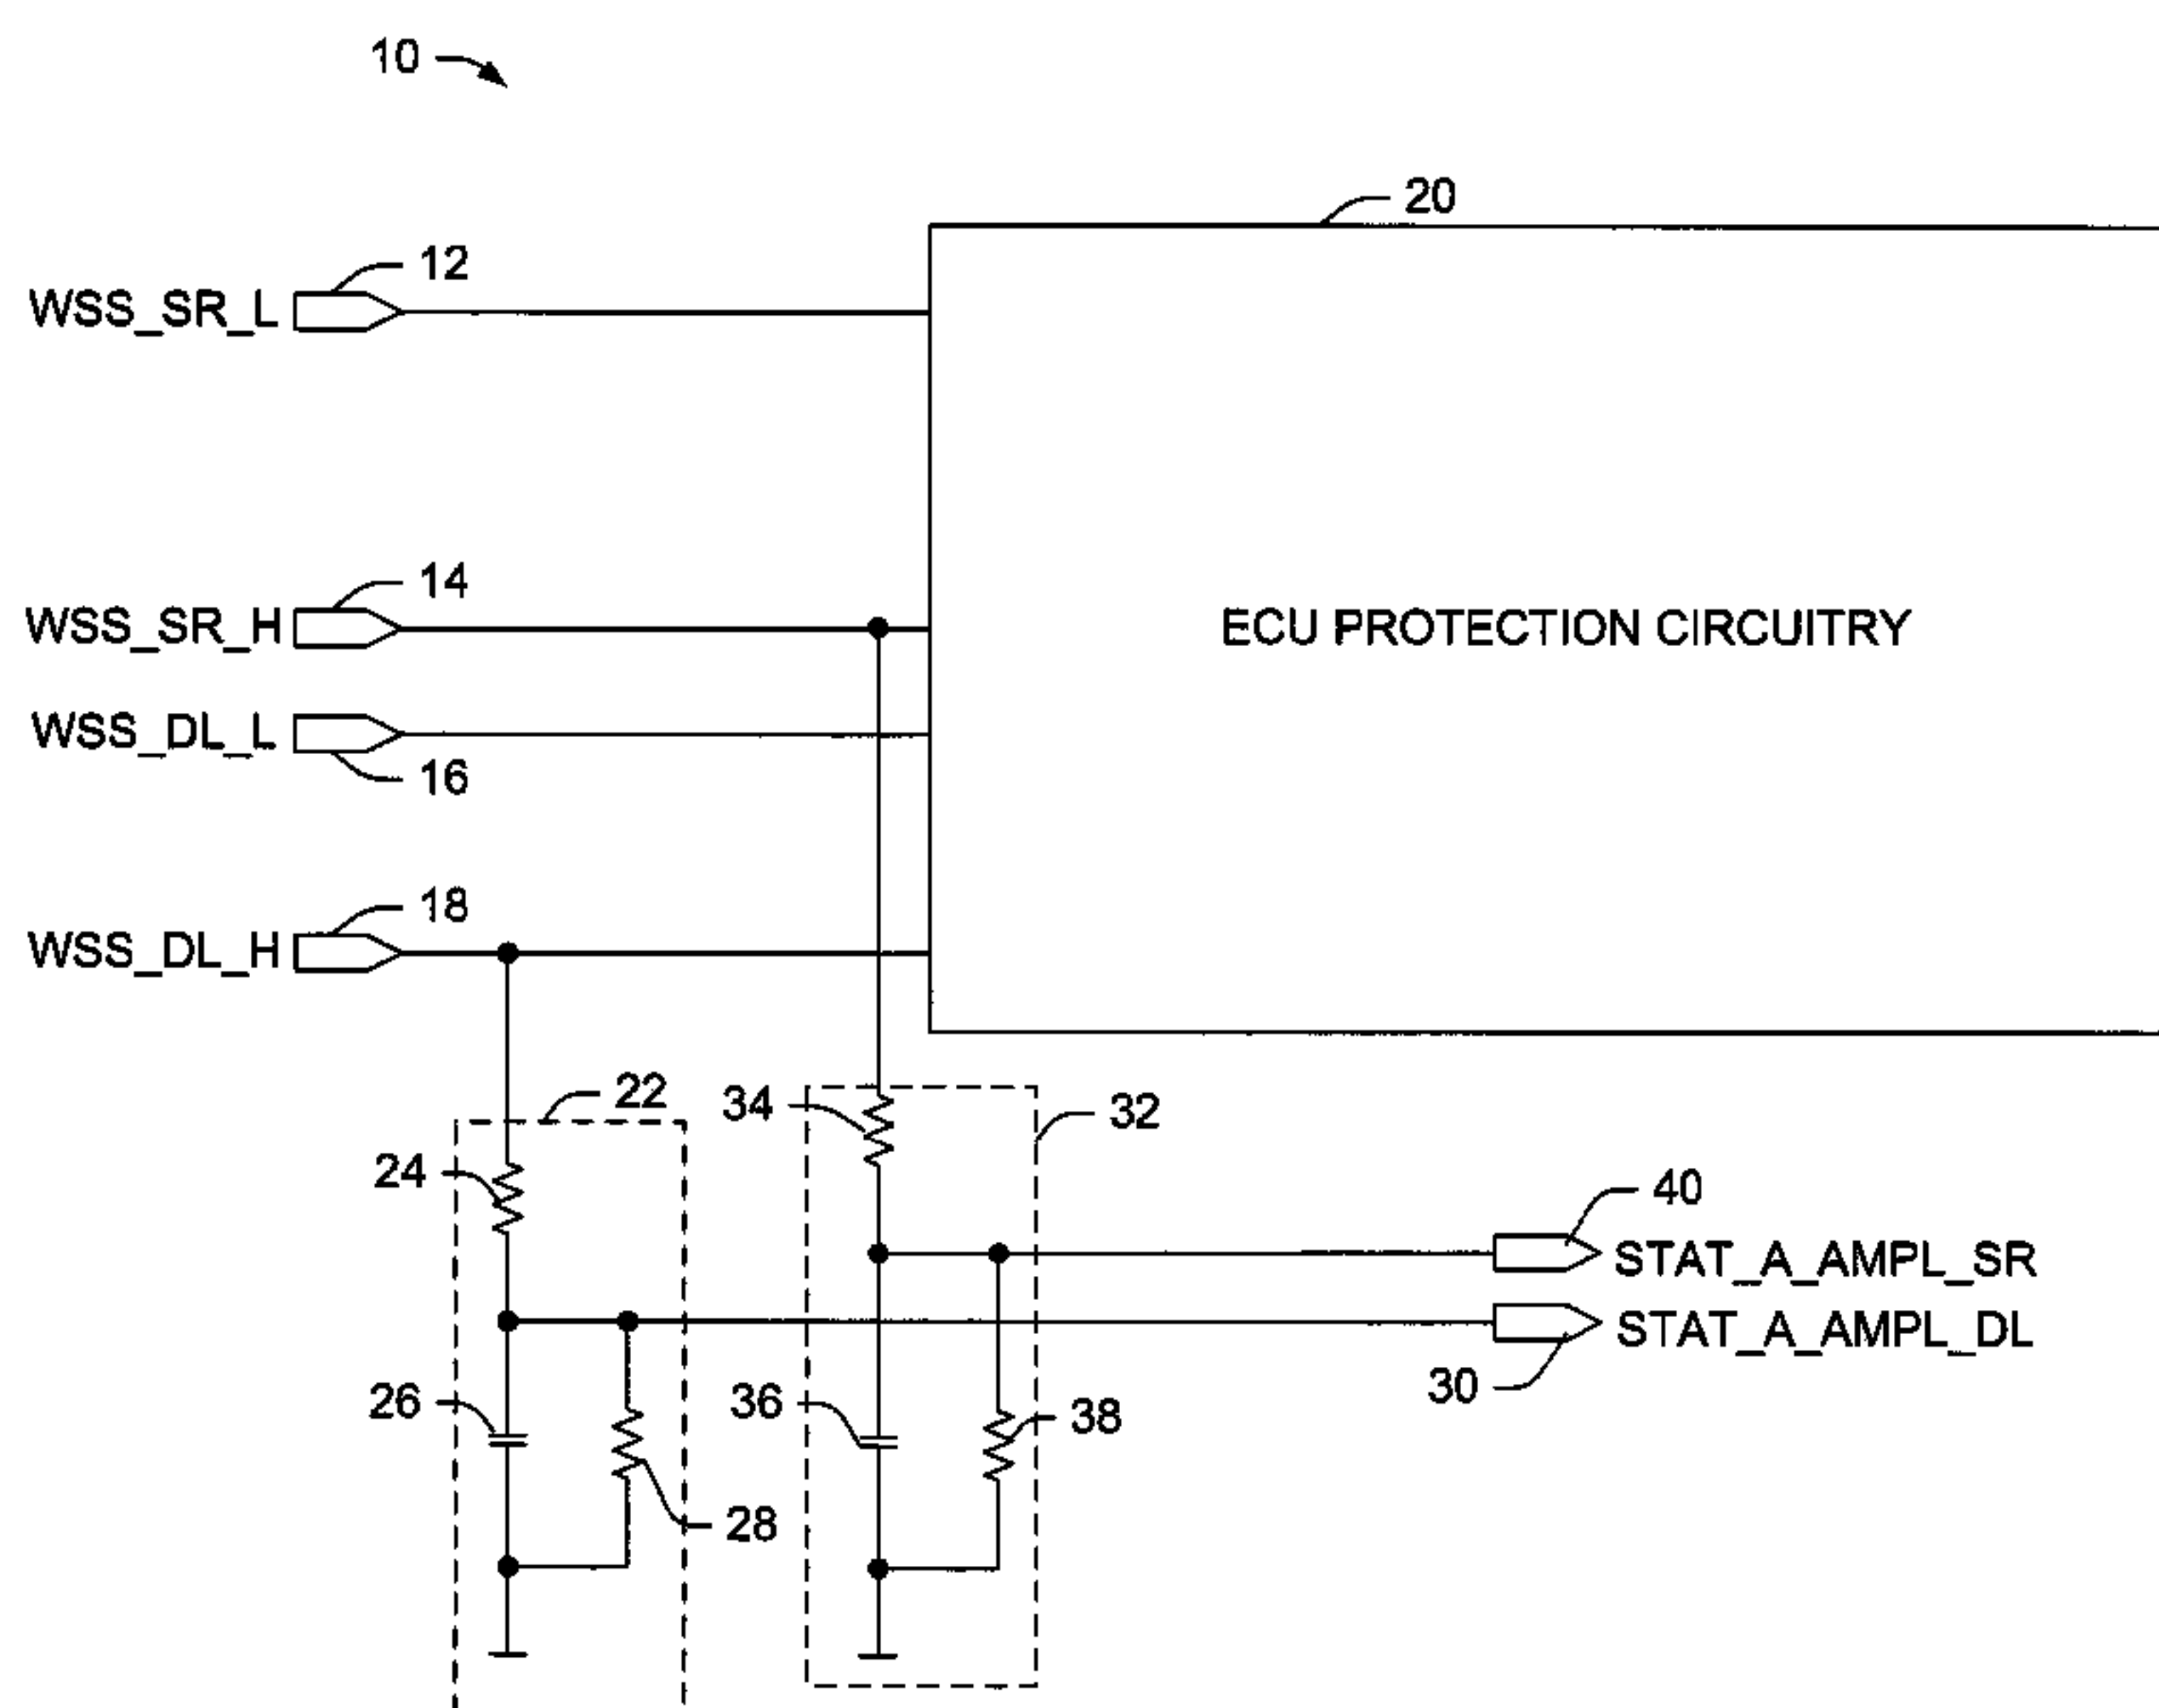 10
20
12
WSS_SR_L
14
WSS_SR_H
ECU PROTECTION CIRCUITRY
WSS_DL_L
16
18
WSS_DL_H
22
34
32
24
40
STAT_A_AMPL_SR
STAT_A_AMPL_DL
30
26
36
38
28